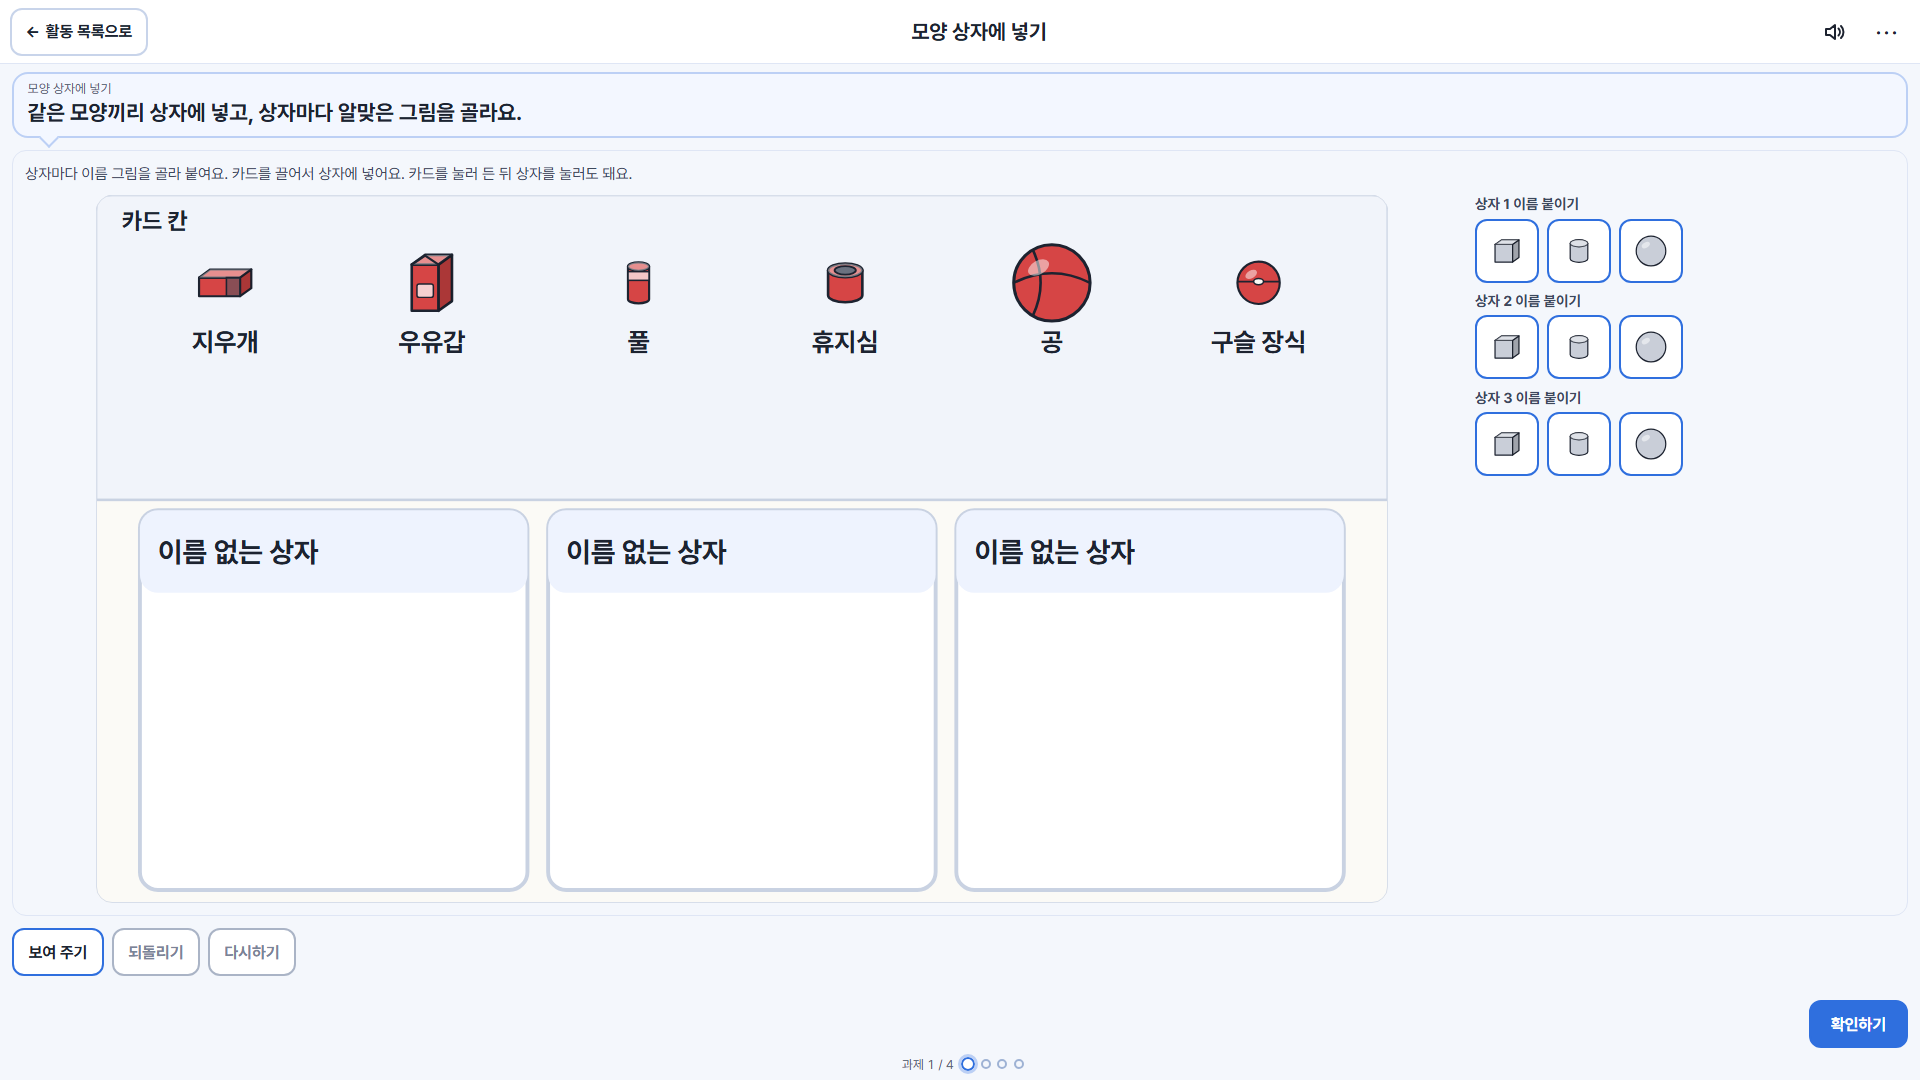 ← 활동 목록으로
모양 상자에 넣기
모양 상자에 넣기
같은 모양끼리 상자에 넣고, 상자마다 알맞은 그림을 골라요.
상자마다 이름 그림을 골라 붙여요. 카드를 끌어서 상자에 넣어요. 카드를 눌러 든 뒤 상자를 눌러도 돼요.
카드 칸
지우개
우유갑
풀
휴지심
공
구슬 장식
상자 1 이름 붙이기
상자 2 이름 붙이기
상자 3 이름 붙이기
이름 없는 상자
이름 없는 상자
이름 없는 상자
보여 주기
되돌리기
다시하기
확인하기
과제 1 / 4